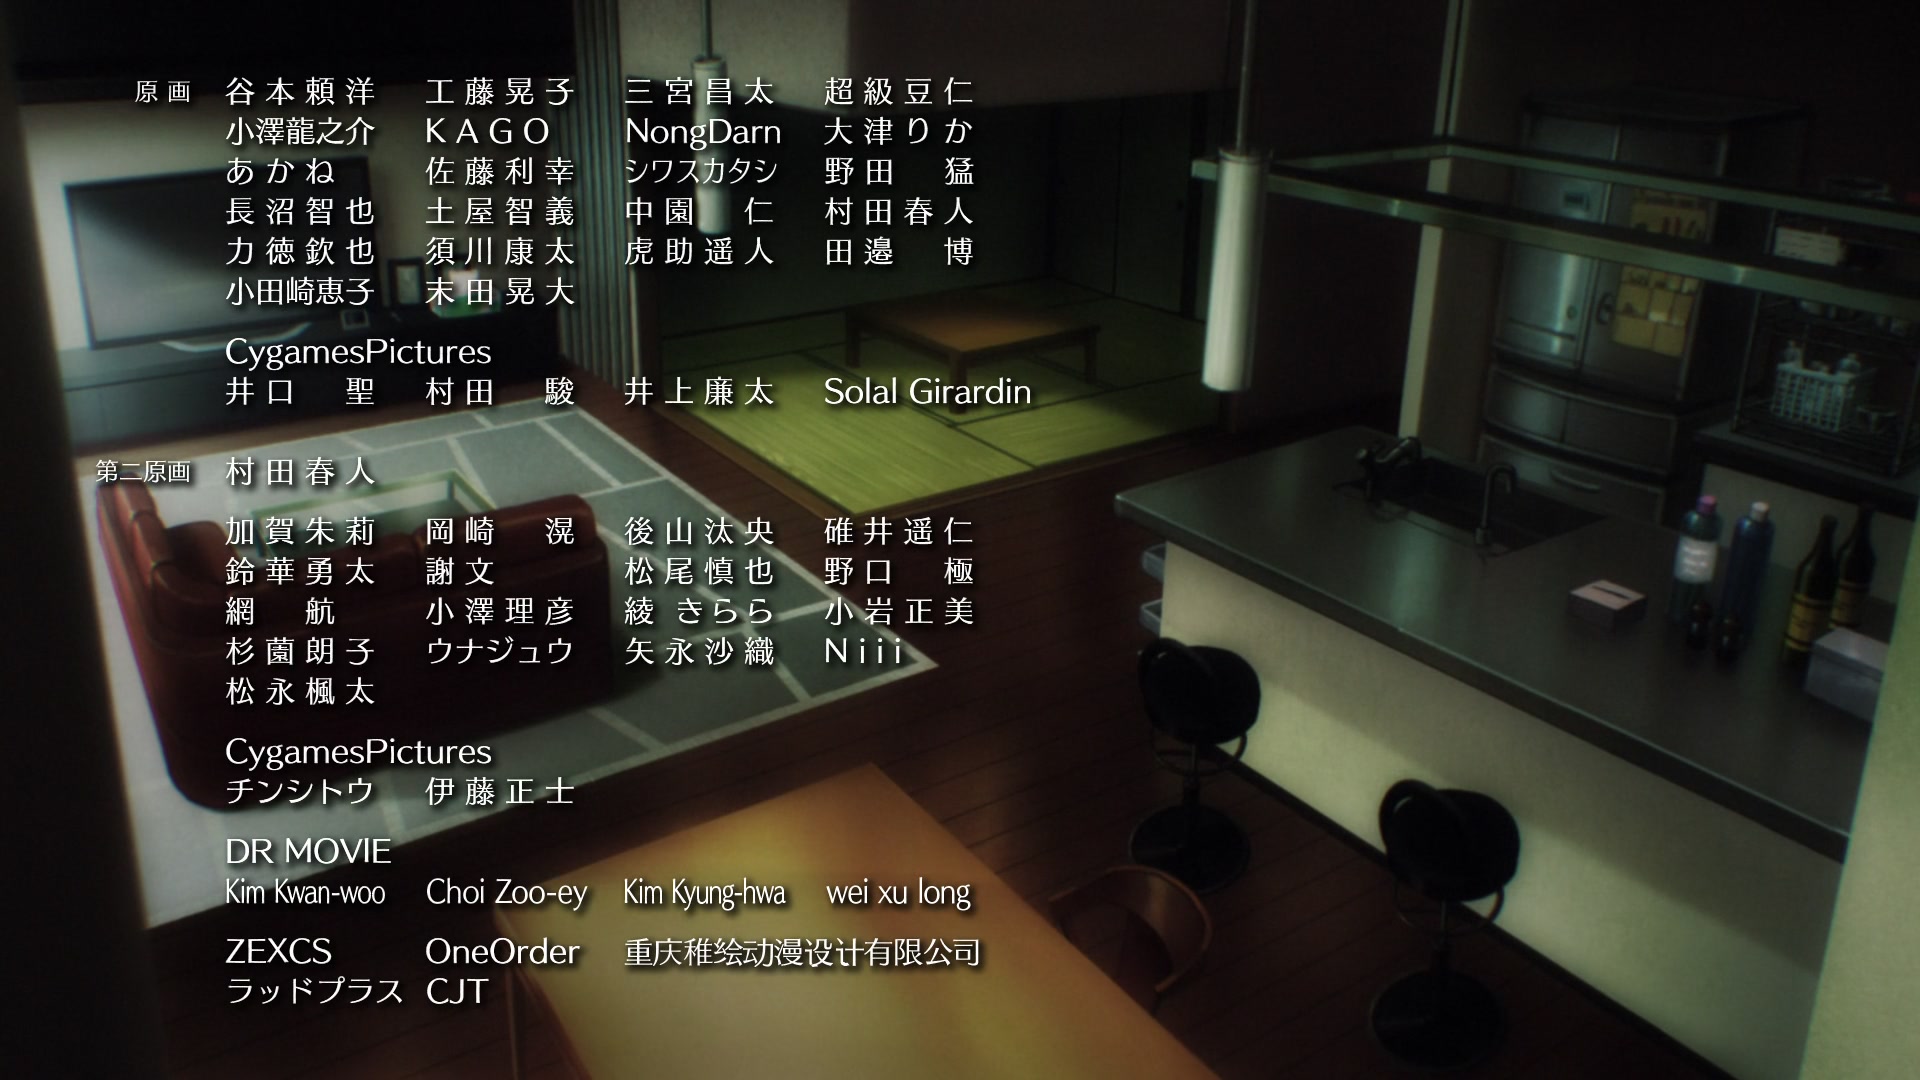 原画 谷本頼洋 工藤晃子 三宮昌太 超級豆仁
小澤龍之介 KAGO NongDarn 大津りか
あかね 佐藤利幸 シワスカタシ 野田 猛
長沼智也 土屋智義 中園 仁 村田春人
力徳欽也 須川康太 虎助遥人 田邉 博
小田崎恵子 末田晃大
CygamesPictures
井口 聖 村田 駿 井上廉太 Solal Girardin
第二原画 村田春人
加賀朱莉 岡崎 滉 後山汰央 碓井遥仁
鈴華勇太 謝文 松尾慎也 野口 極
網 航 小澤理彦 綾 きらら 小岩正美
杉薗朗子 ウナジュウ 矢永沙織 Niii
松永楓太
CygamesPictures
チンシトウ 伊藤正士
DR MOVIE
Kim Kwan-woo Choi Zoo-ey Kim Kyung-hwa wei xu long
ZEXCS OneOrder 重庆稚绘动漫设计有限公司
ラッドプラス CJT